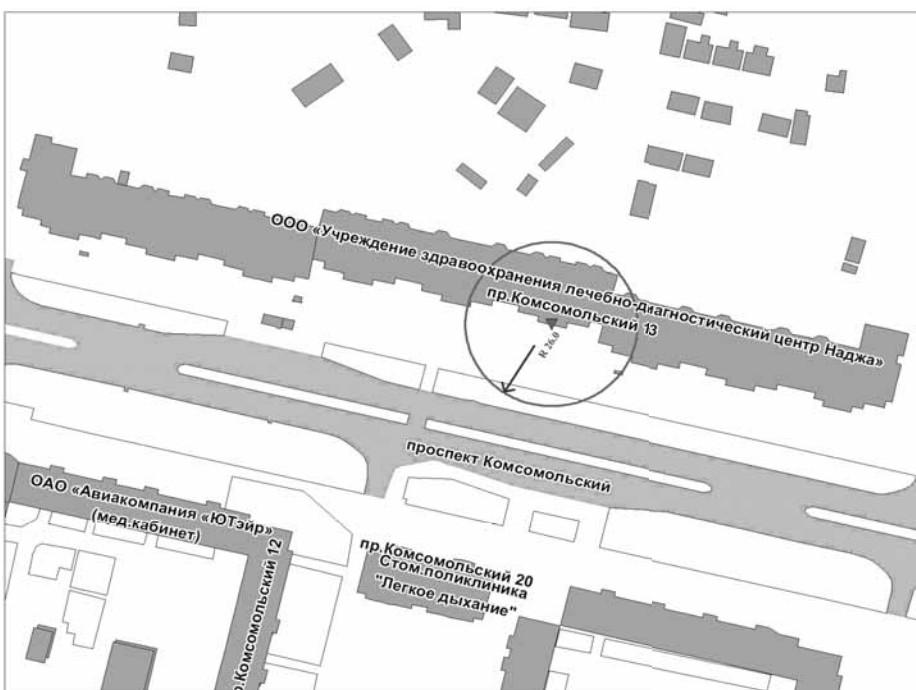 ООО «Учреждение здравоохранения лечебно-диагностический центр Наджа»
пр.Комсомольский 13
R 26.0
проспект Комсомольский
ОАО «Авиакомпания «ЮТэйр»
(мед.кабинет)
пр.Комсомольский 12
пр.Комсомольский 20
Стом.поликлиника
"Легкое дыхание"